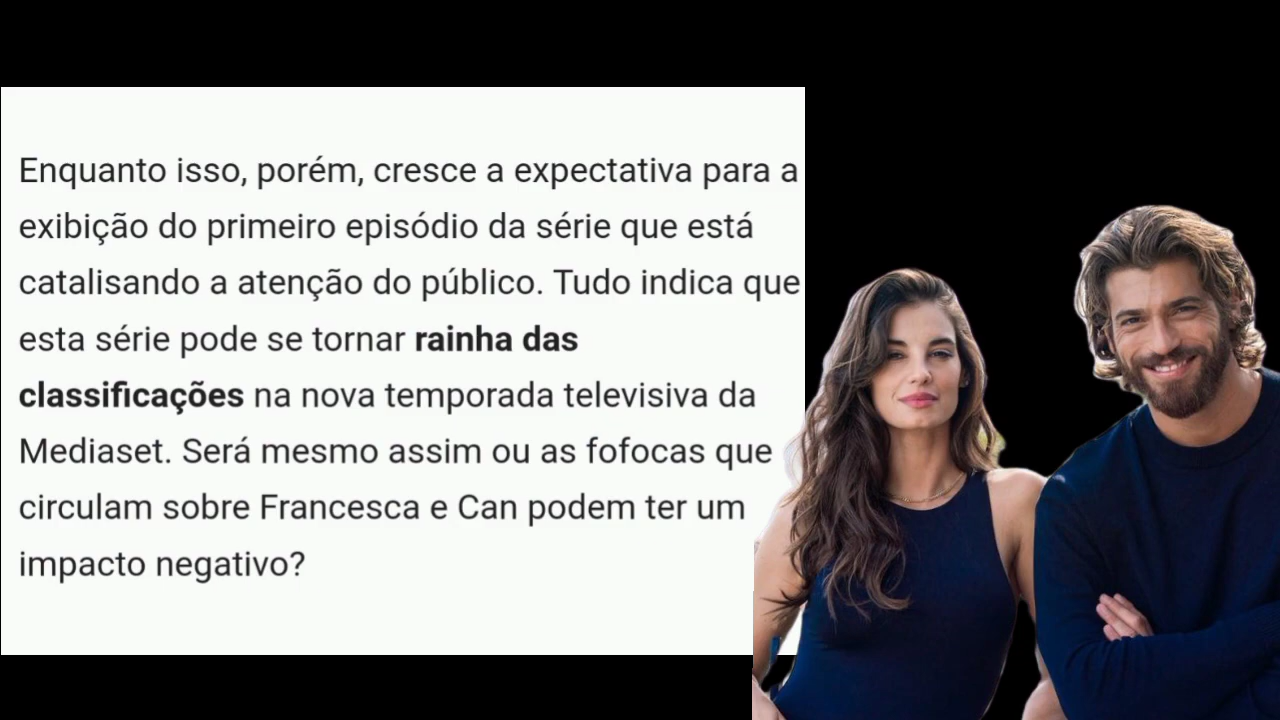 Enquanto isso, porém, cresce a expectativa para a
exibição do primeiro episódio da série que está
catalisando a atenção do público. Tudo indica que
esta série pode se tornar rainha das
classificações na nova temporada televisiva da
Mediaset. Será mesmo assim ou as fofocas que
circulam sobre Francesca e Can podem ter um
impacto negativo?